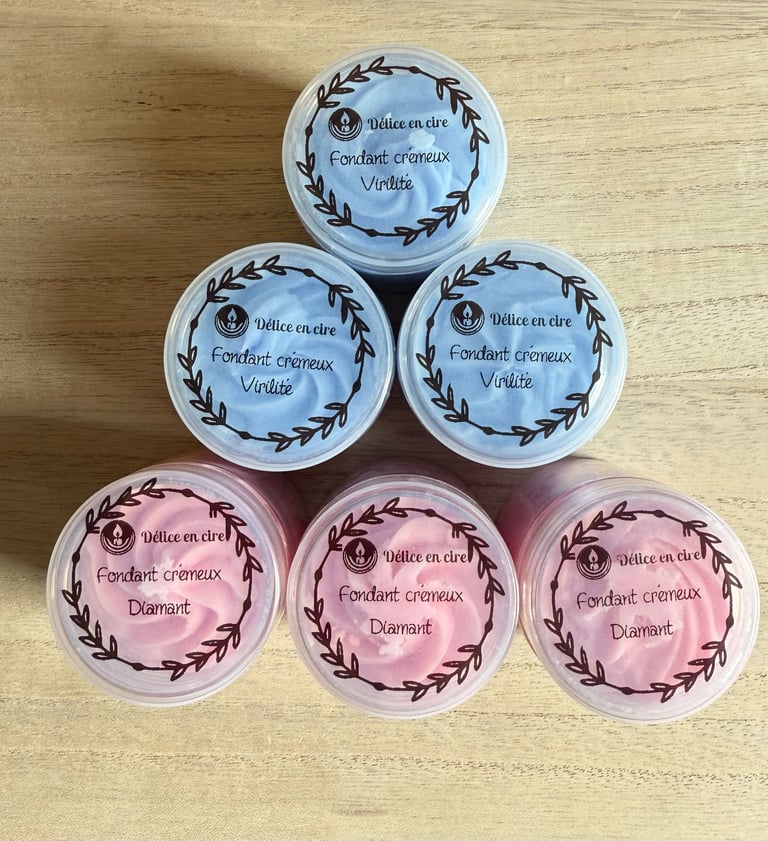 Délice en cire
Fondant crémeux
Virilité
Délice en cire
Fondant crémeux
Virilité
Délice en cire
Fondant crémeux
Virilité
Délice en cire
Fondant crémeux
Diamant
Délice en cire
Fondant crémeux
Diamant
Délice en cire
Fondant crémeux
Diamant